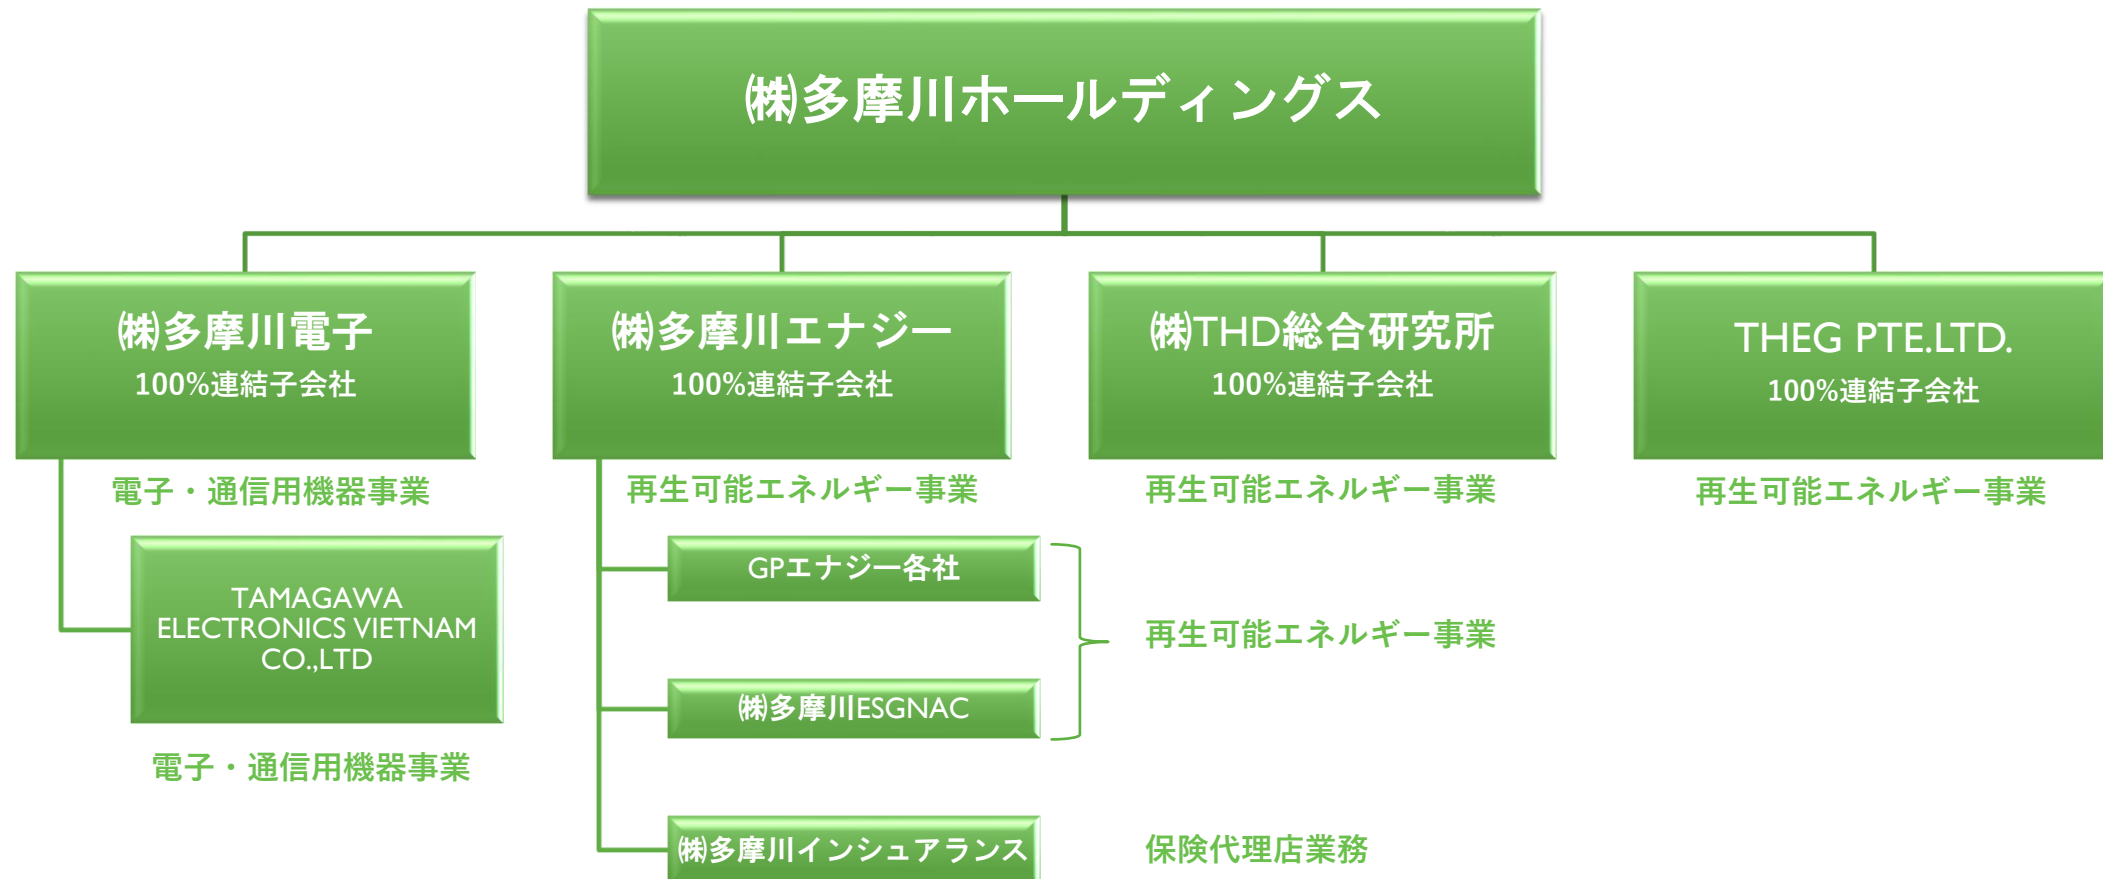 ㈱多摩川ホールディングス
㈱多摩川電子
100%連結子会社
電子・通信用機器事業
TAMAGAWA
ELECTRONICS VIETNAM
CO.,LTD
電子・通信用機器事業
㈱多摩川エナジー
100%連結子会社
再生可能エネルギー事業
GPエナジー各社
㈱多摩川ESGNAC
再生可能エネルギー事業
㈱多摩川インシュアランス
保険代理店業務
㈱THD総合研究所
100%連結子会社
再生可能エネルギー事業
THEG PTE.LTD.
100%連結子会社
再生可能エネルギー事業